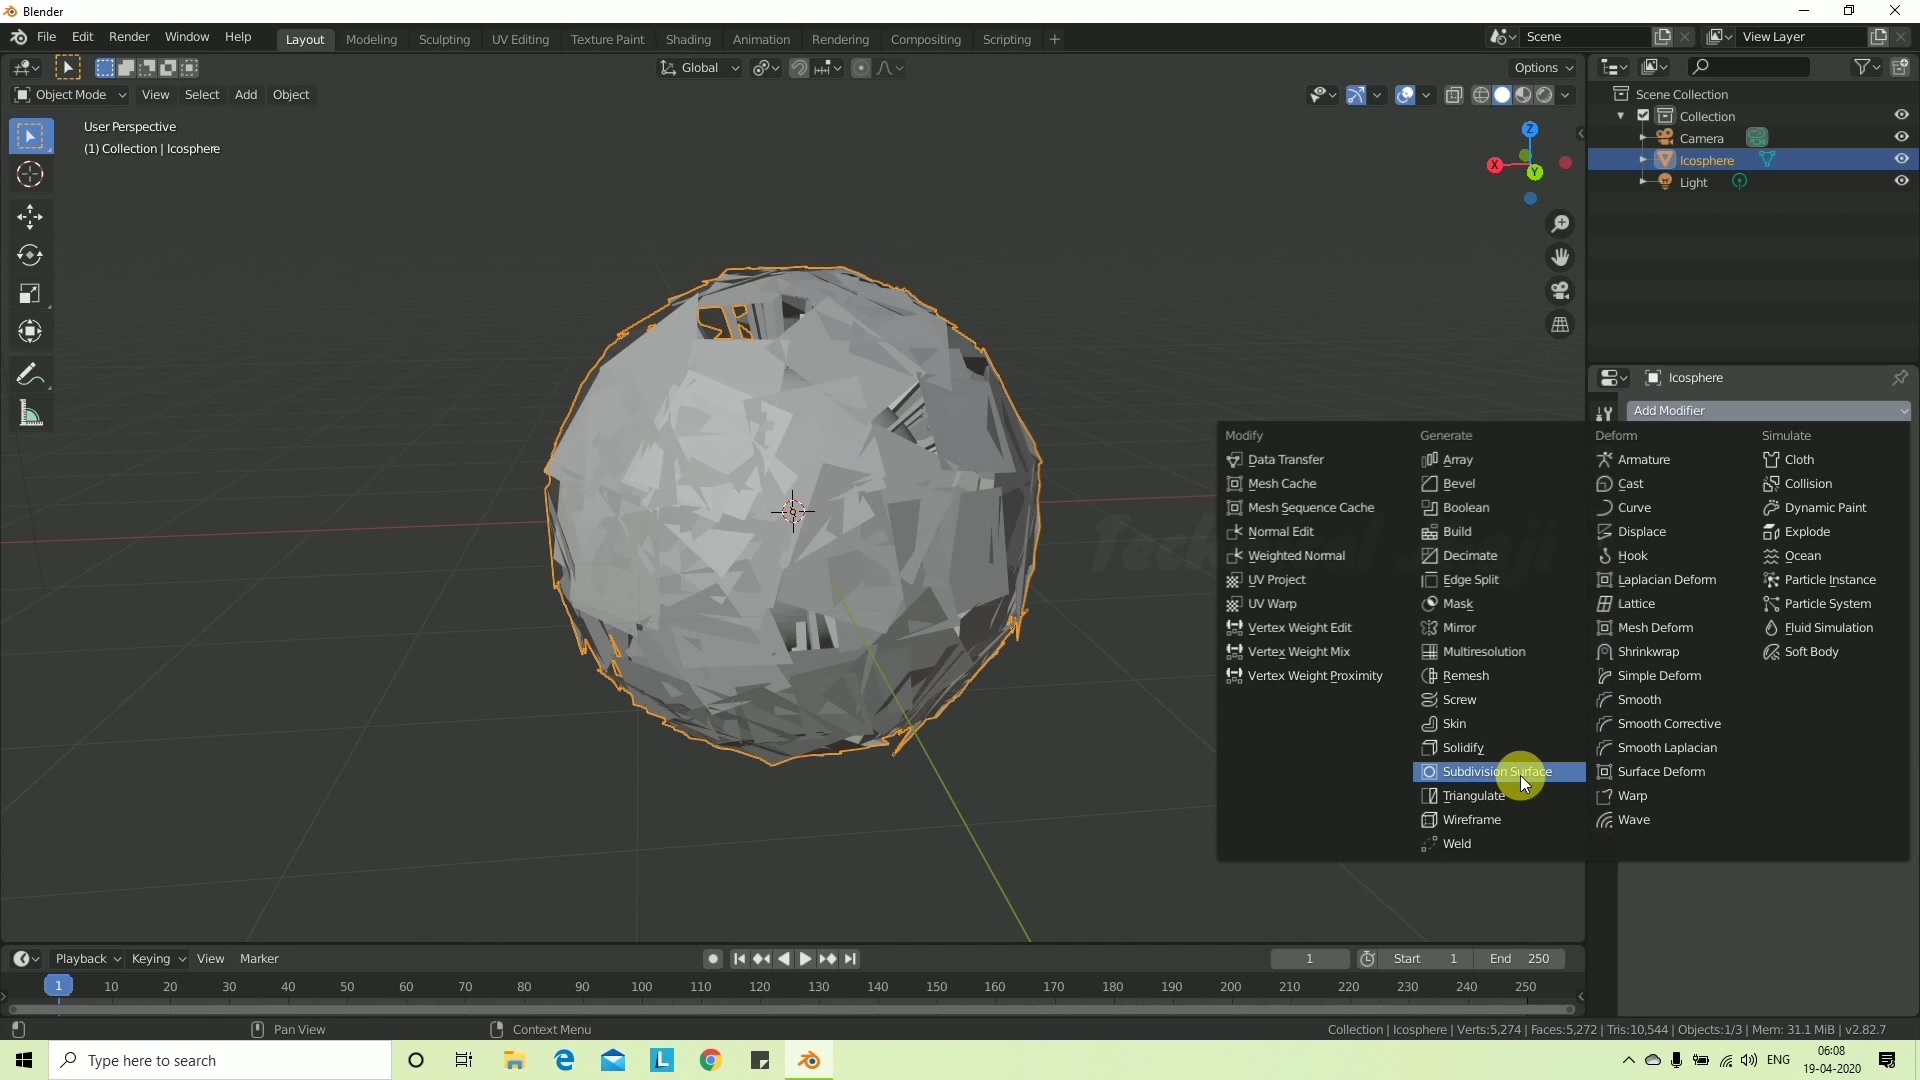 Blender
File Edit Render Window Help Layout Modeling Sculpting UV Editing Texture Paint Shading Animation Rendering Compositing Scripting + Scene View Layer
Global Options
Object Mode View Select Add Object
User Perspective
(1) Collection | Icosphere
Z
X
Y
Scene Collection
Collection
Camera
Icosphere
Light
Icosphere
Add Modifier
Modify Generate Deform Simulate
Data Transfer Array Armature Cloth
Mesh Cache Bevel Cast Collision
Mesh Sequence Cache Boolean Curve Dynamic Paint
Normal Edit Build Displace Explode
Weighted Normal Decimate Hook Ocean
UV Project Edge Split Laplacian Deform Particle Instance
UV Warp Mask Lattice Particle System
Vertex Weight Edit Mirror Mesh Deform Fluid Simulation
Vertex Weight Mix Multiresolution Shrinkwrap Soft Body
Vertex Weight Proximity Remesh Simple Deform
Screw Smooth
Skin Smooth Corrective
Solidify Smooth Laplacian
Subdivision Surface Surface Deform
Triangulate Warp
Wireframe Wave
Weld
Playback Keying View Marker 1 Start 1 End 250
1 10 20 30 40 50 60 70 80 90 100 110 120 130 140 150 160 170 180 190 200 210 220 230 240 250
Pan View Context Menu Collection | Icosphere | Verts:5,274 | Faces:5,272 | Tris:10,544 | Objects:1/3 | Mem: 31.1 MiB | v2.82.7
Type here to search L ENG 06:08
19-04-2020